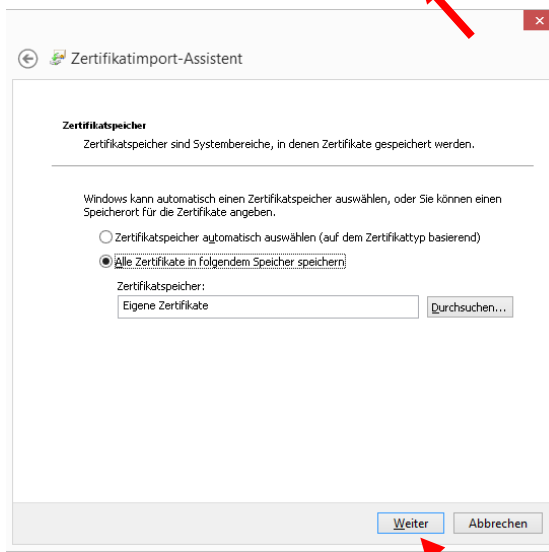 Zertifikatimport-Assistent
Zertifikatspeicher
Zertifikatspeicher sind Systembereiche, in denen Zertifikate gespeichert werden.
Windows kann automatisch einen Zertifikatspeicher auswählen, oder Sie können einen
Speicherort für die Zertifikate angeben.
Zertifikatspeicher automatisch auswählen (auf dem Zertifikattyp basierend)
Alle Zertifikate in folgendem Speicher speichern
Zertifikatspeicher:
Eigene Zertifikate
Durchsuchen...
Weiter Abbrechen